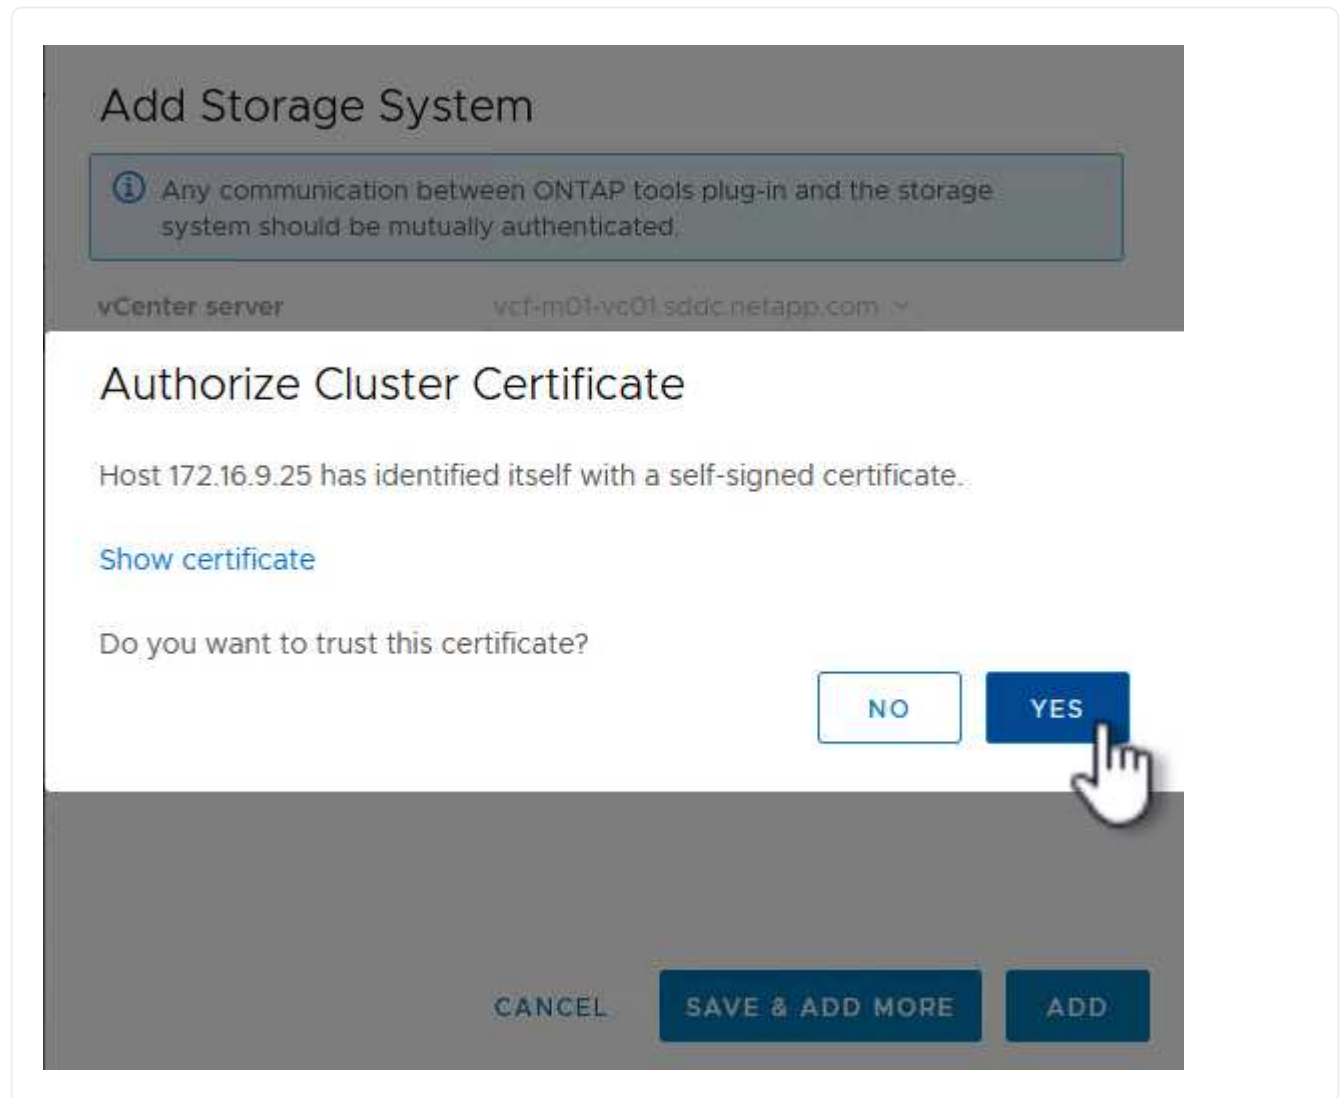 Add Storage System
Any communication between ONTAP tools plug-in and the storage
system should be mutually authenticated.
vCenter server vcf-m01-vc01.sddc.netapp.com
Authorize Cluster Certificate
Host 172.16.9.25 has identified itself with a self-signed certificate.
Show certificate
Do you want to trust this certificate?
NO YES
CANCEL SAVE & ADD MORE ADD